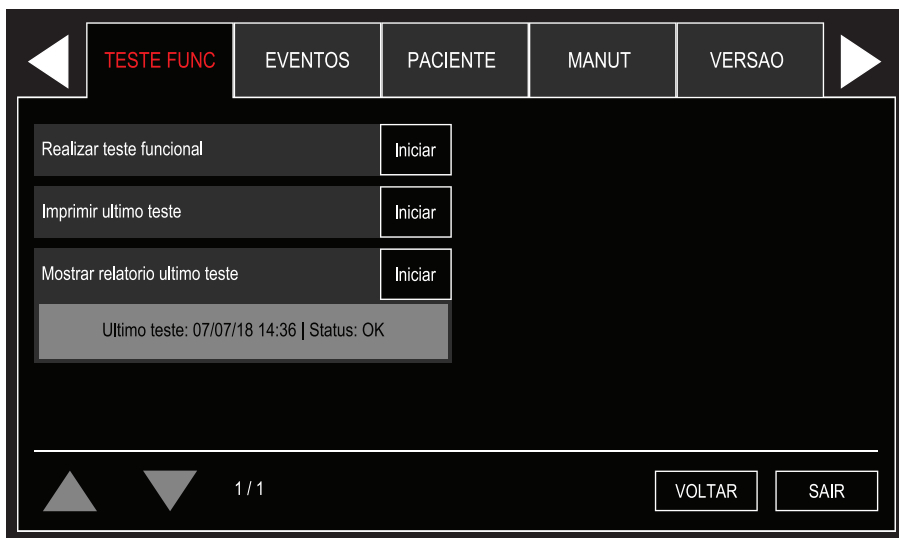 TESTE FUNC EVENTOS PACIENTE MANUT VERSAO
Realizar teste funcional Iniciar
Imprimir ultimo teste Iniciar
Mostrar relatorio ultimo teste Iniciar
Ultimo teste: 07/07/18 14:36 | Status: OK
1 / 1 VOLTAR SAIR